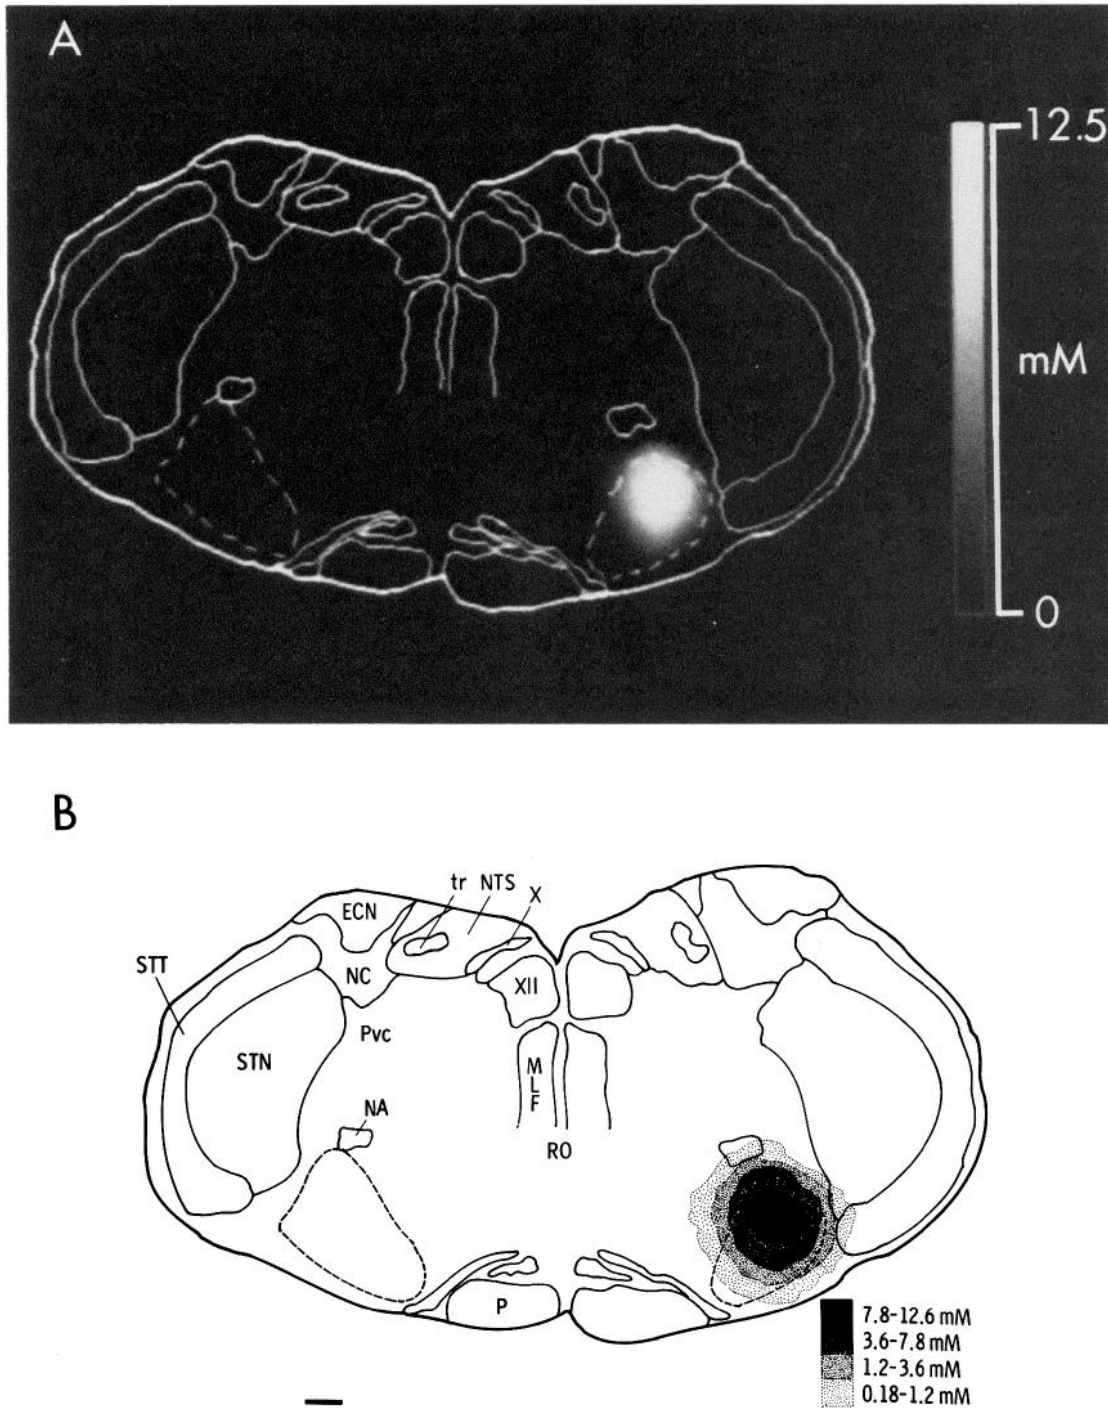 A
12.5
mM
0
B
tr NTS X
ECN
STT
NC
XII
Pvc
STN
M
L
F
NA
RO
P
7.8-12.6 mM
3.6-7.8 mM
1.2-3.6 mM
0.18-1.2 mM